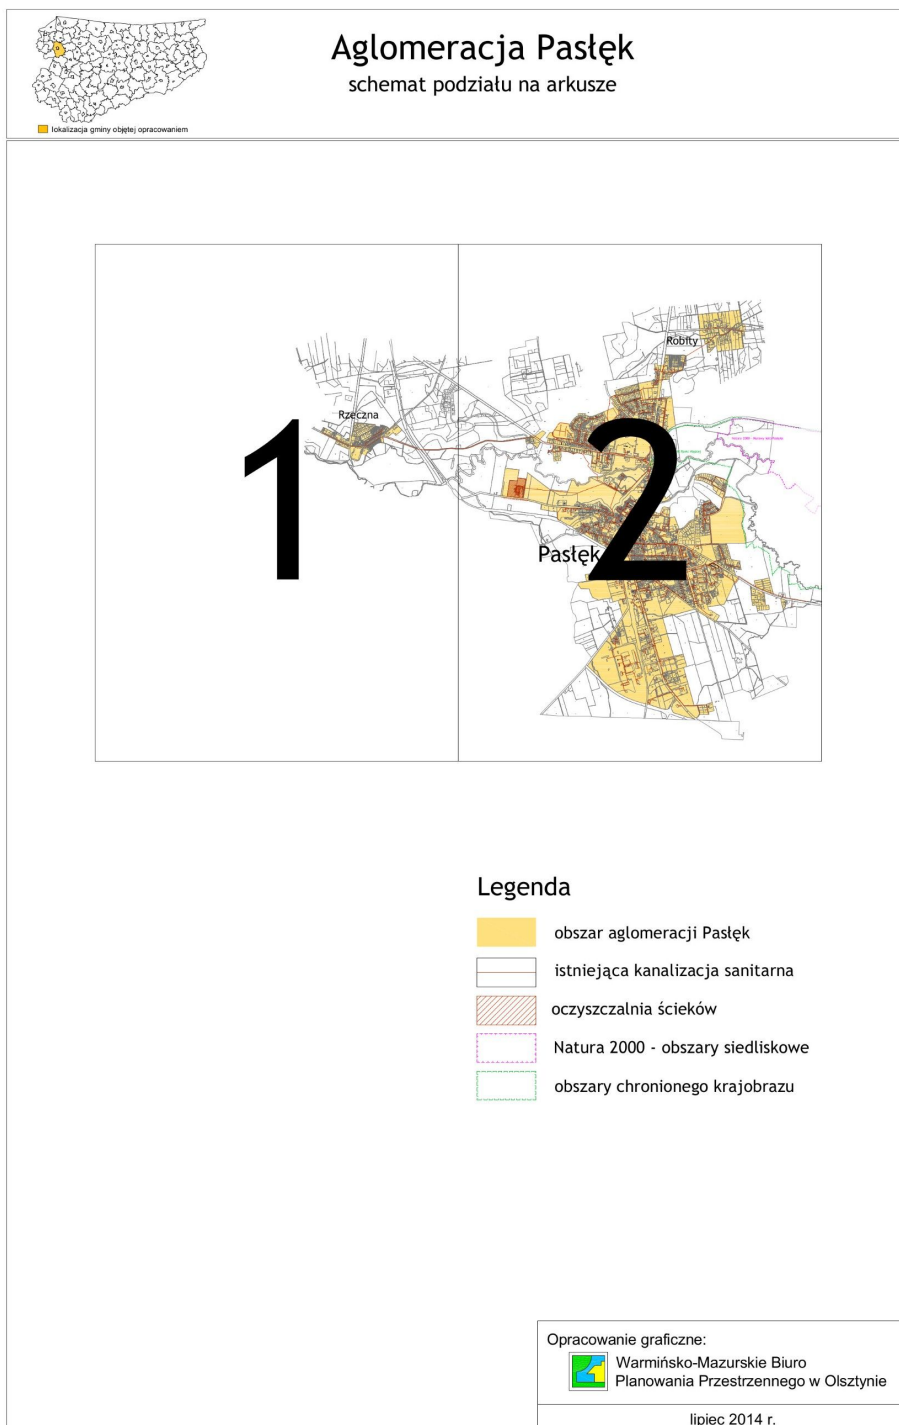 Aglomeracja Pasłęk
schemat podziału na arkusze
lokalizacja gminy objętej opracowaniem
Robity
Rzeczna
1
2
Pasłęk
Legenda
obszar aglomeracji Pasłęk
istniejąca kanalizacja sanitarna
oczyszczalnia ścieków
Natura 2000 - obszary siedliskowe
obszary chronionego krajobrazu
Opracowanie graficzne:
Warmińsko-Mazurskie Biuro
Planowania Przestrzennego w Olsztynie
lipiec 2014 r.